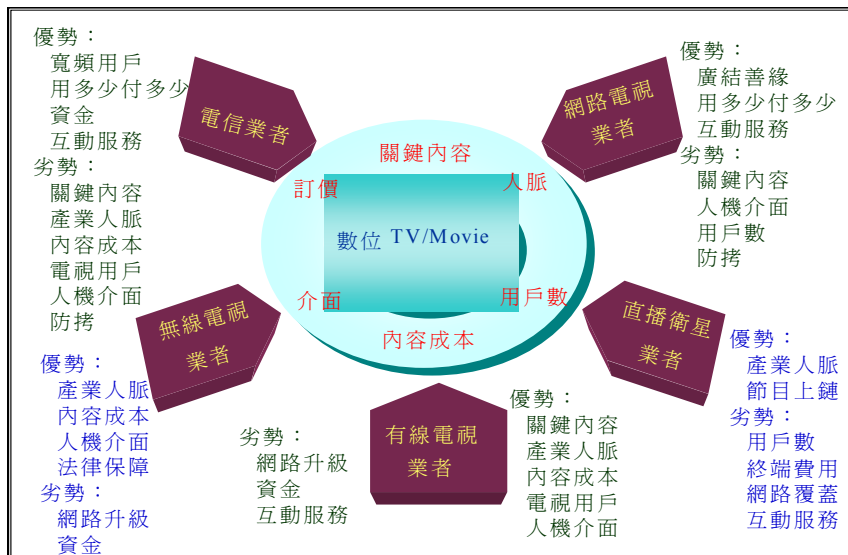 優勢：
寬頻用戶
用多少付多少
資金
互動服務
劣勢：
關鍵內容
產業人脈
內容成本
電視用戶
人機介面
防拷
電信業者
網路電視
業者
優勢：
廣結善緣
用多少付多少
互動服務
劣勢：
關鍵內容
人機介面
用戶數
防拷
關鍵內容
訂價
人脈
數位 TV/Movie
介面
用戶數
內容成本
無線電視
業者
優勢：
產業人脈
內容成本
人機介面
法律保障
劣勢：
網路升級
資金
劣勢：
網路升級
資金
互動服務
有線電視
業者
優勢：
關鍵內容
產業人脈
內容成本
電視用戶
人機介面
直播衛星
業者
優勢：
產業人脈
節目上鏈
劣勢：
用戶數
終端費用
網路覆蓋
互動服務